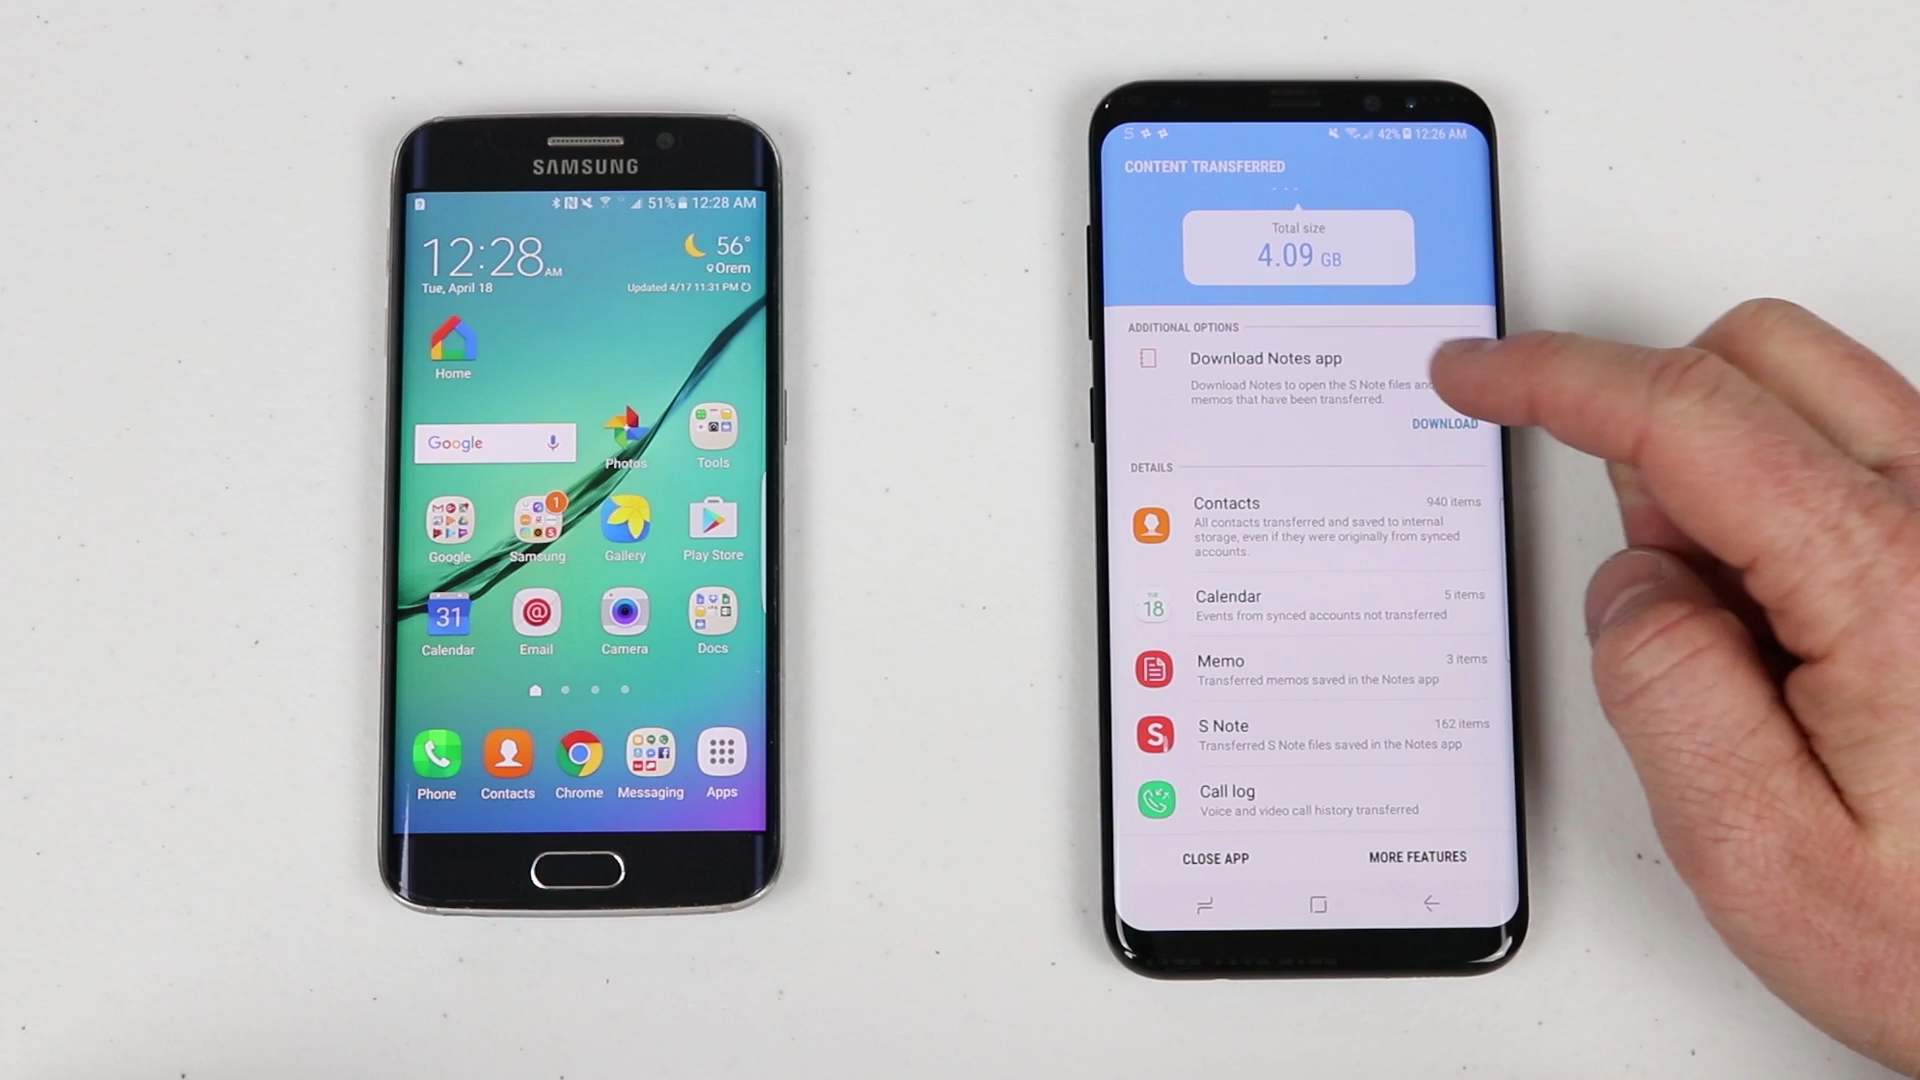 SAMSUNG
51% 12:28 AM
12:28 AM
Tue, April 18
56°
Orem
Updated 4/17 11:31 PM
Home
Google
Photos
Tools
1
Google
Samsung
Gallery
Play Store
31
Calendar
Email
Camera
Docs
Phone
Contacts
Chrome
Messaging
Apps
42% 12:26 AM
CONTENT TRANSFERRED
Total size
4.09 GB
ADDITIONAL OPTIONS
Download Notes app
Download Notes to open the S Note files and
memos that have been transferred.
DOWNLOAD
DETAILS
Contacts
940 items
All contacts transferred and saved to internal
storage, even if they were originally from synced
accounts.
TUE
18
Calendar
5 items
Events from synced accounts not transferred
Memo
3 items
Transferred memos saved in the Notes app
S
S Note
162 items
Transferred S Note files saved in the Notes app
Call log
Voice and video call history transferred
CLOSE APP
MORE FEATURES